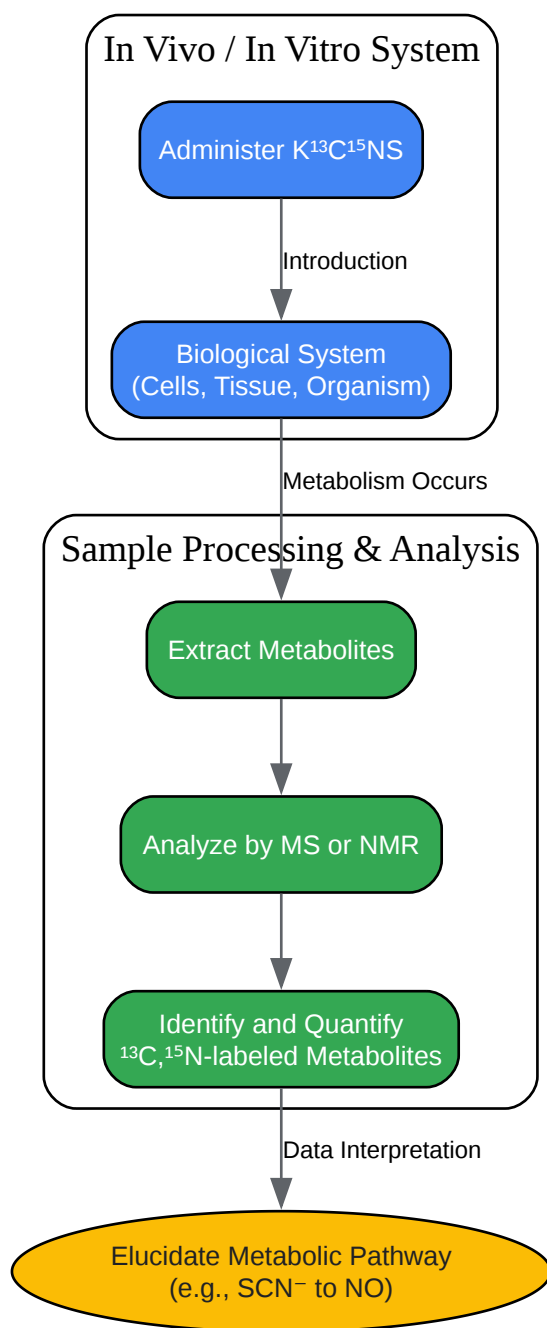 In Vivo / In Vitro System
Administer K¹³C¹⁵NS
Introduction
Biological System
(Cells, Tissue, Organism)
Metabolism Occurs
Sample Processing & Analysis
Extract Metabolites
Analyze by MS or NMR
Identify and Quantify
¹³C,¹⁵N-labeled Metabolites
Data Interpretation
Elucidate Metabolic Pathway
(e.g., SCN⁻ to NO)